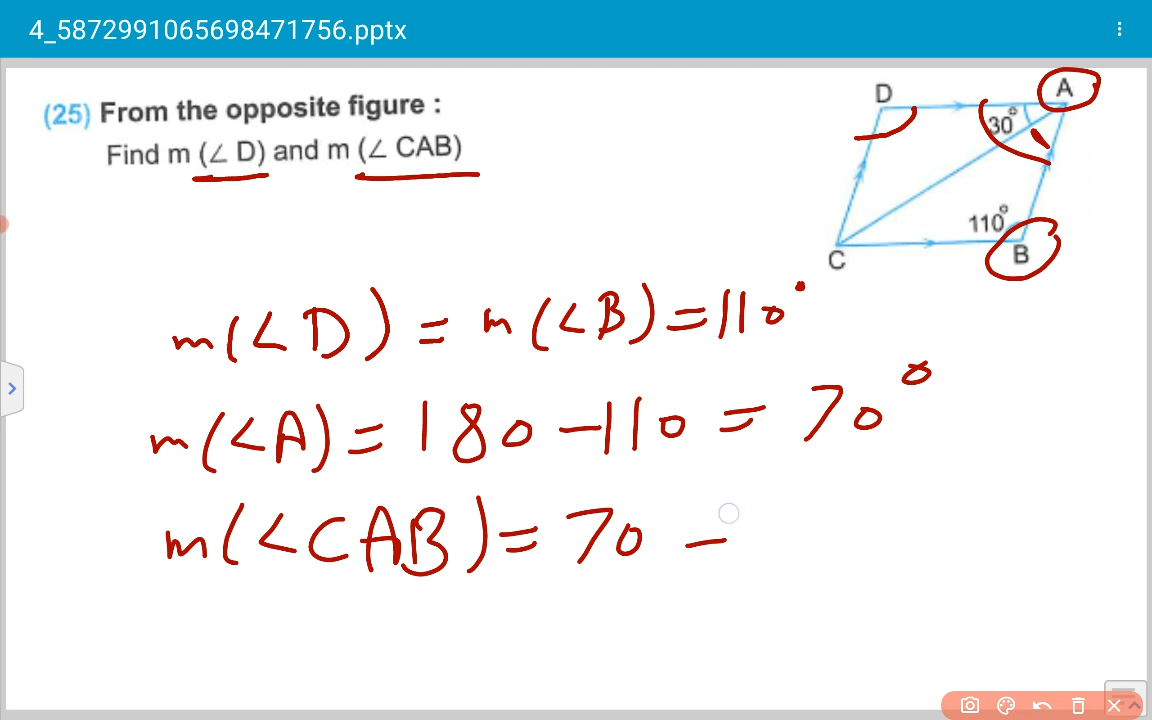 4_5872991065698471756.pptx
(25) From the opposite figure :
Find m (∠ D) and m (∠ CAB)
D
A
30°
110°
C
B
m(∠D) = m(∠B) = 110°
m(∠A) = 180 - 110 = 70°
m(∠CAB) = 70 -